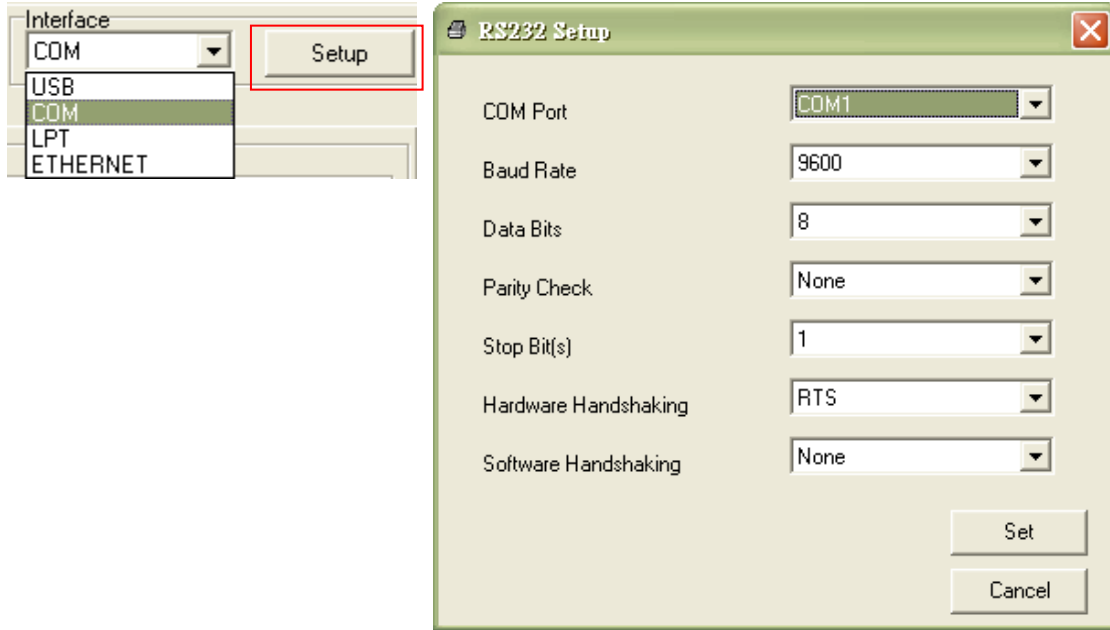 Interface
COM
Setup
USB
COM
LPT
ETHERNET
RS232 Setup
COM Port COM1
Baud Rate 9600
Data Bits 8
Parity Check None
Stop Bit(s) 1
Hardware Handshaking RTS
Software Handshaking None
Set
Cancel